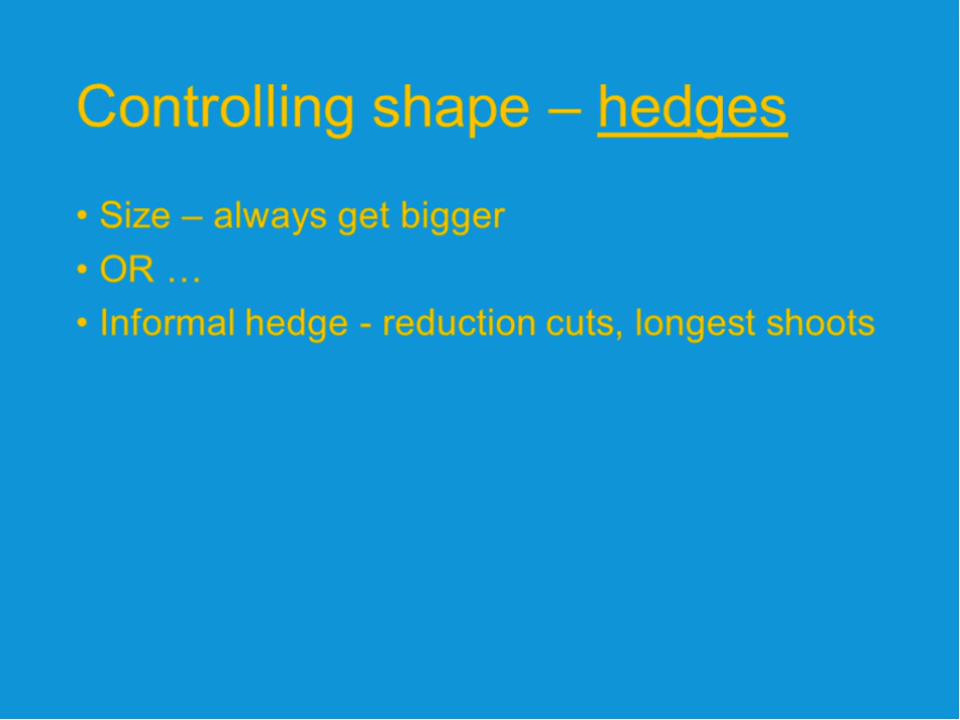 Controlling shape – hedges
• Size – always get bigger
• OR …
• Informal hedge - reduction cuts, longest shoots